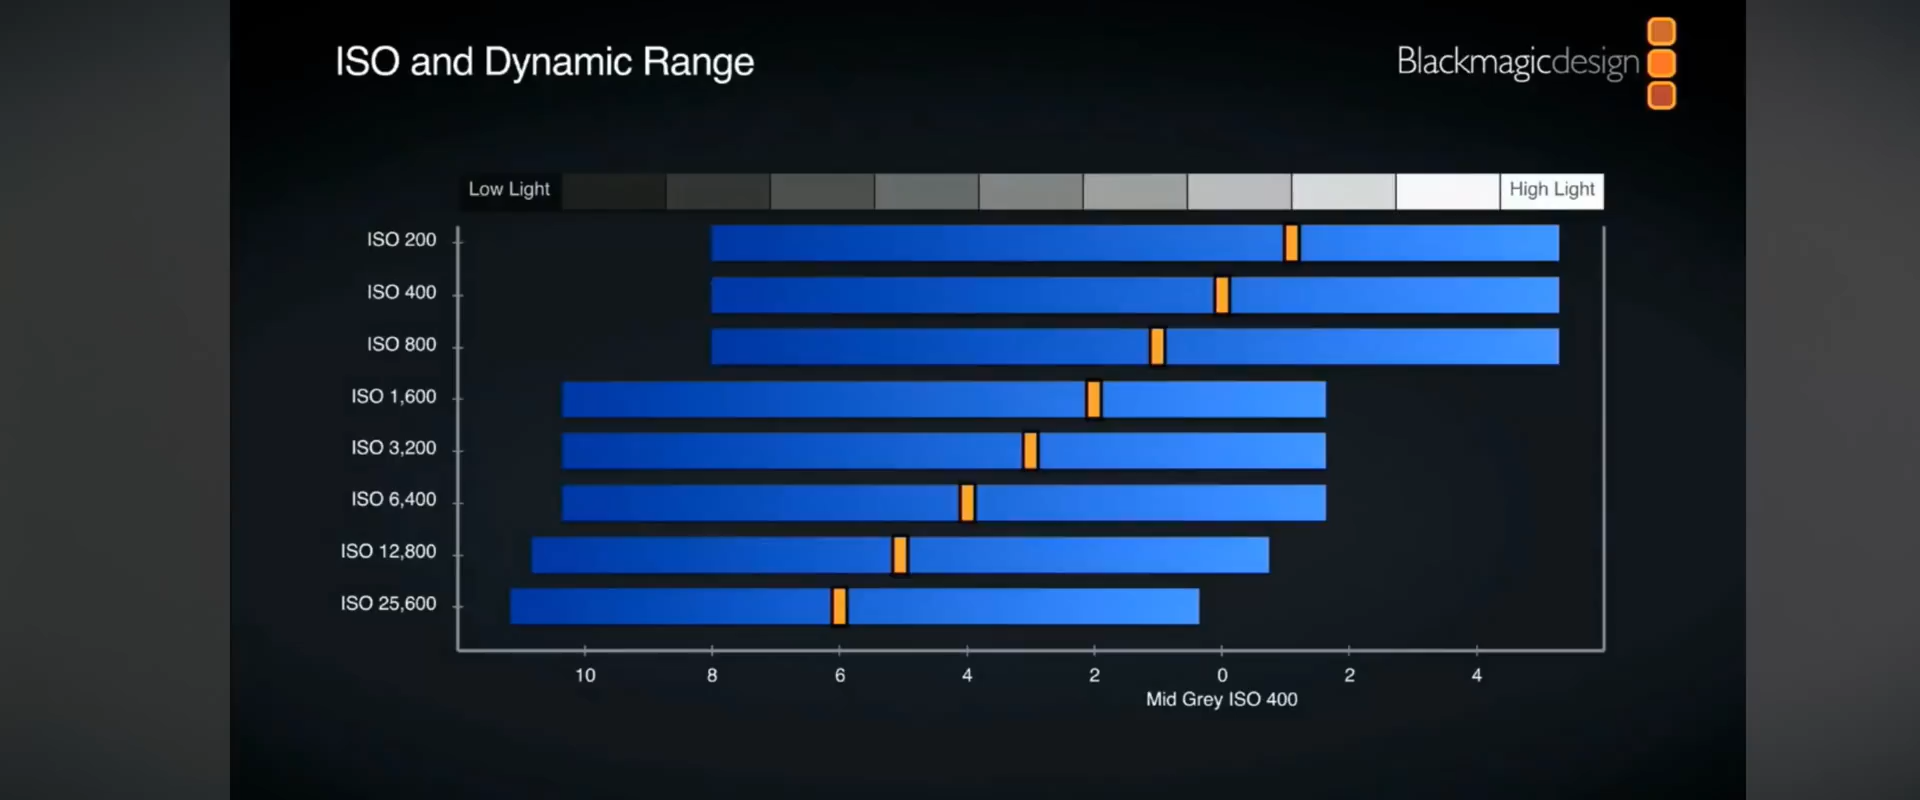 ISO and Dynamic Range
Blackmagicdesign
Low Light
High Light
ISO 200
ISO 400
ISO 800
ISO 1,600
ISO 3,200
ISO 6,400
ISO 12,800
ISO 25,600
10 8 6 4 2 0 2 4
Mid Grey ISO 400